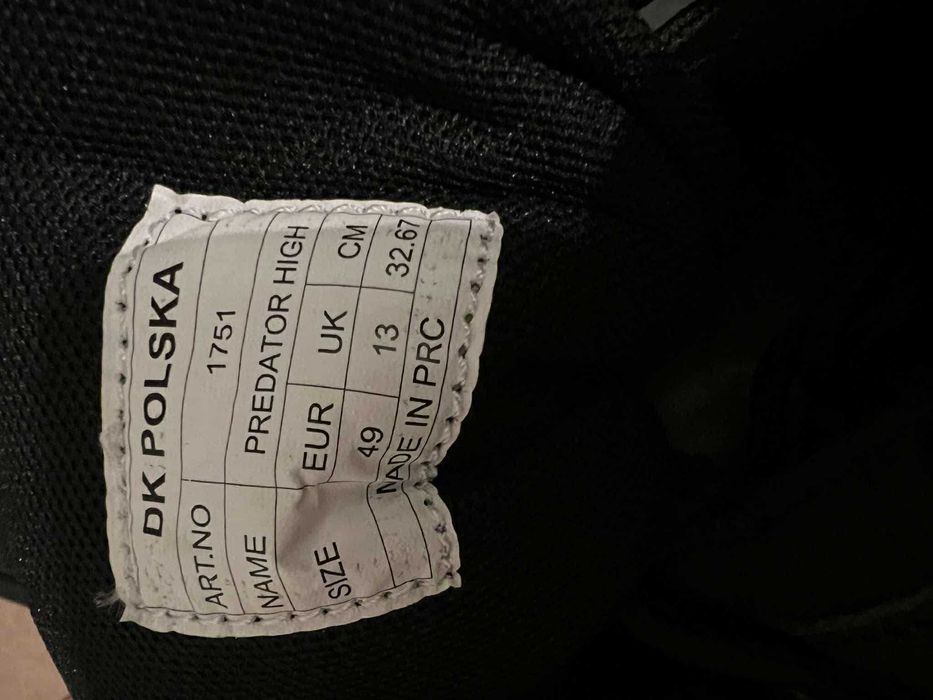 DK POLSKA
ART.NO 1751
NAME PREDATOR HIGH
SIZE EUR UK CM
49 13 32.67
MADE IN PRC